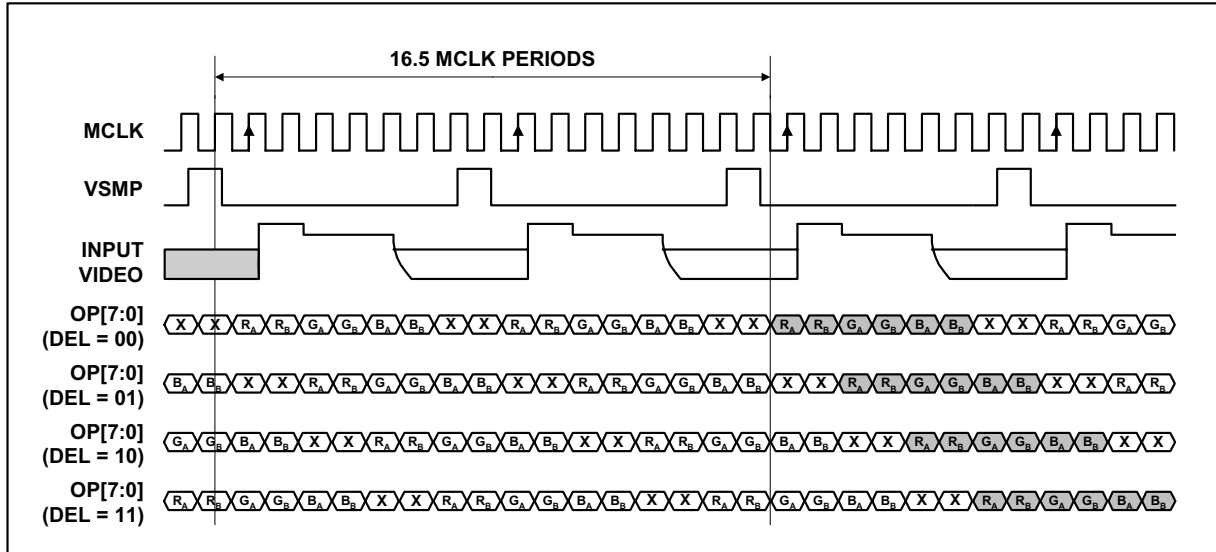 16.5 MCLK PERIODS
MCLK
VSMP
INPUT
VIDEO
OP[7:0]
(DEL = 00)
X X RA RB GA GB BA BB X X RA RB GA GB BA BB X X RA RB GA GB BA BB X X RA RB GA GB
OP[7:0]
(DEL = 01)
BA BB X X RA RB GA GB BA BB X X RA RB GA GB BA BB X X RA RB GA GB BA BB X X RA RB
OP[7:0]
(DEL = 10)
GA GB BA BB X X RA RB GA GB BA BB X X RA RB GA GB BA BB X X RA RB GA GB BA BB X X
OP[7:0]
(DEL = 11)
RA RB GA GB BA BB X X RA RB GA GB BA BB X X RA RB GA GB BA BB X X RA RB GA GB BA BB